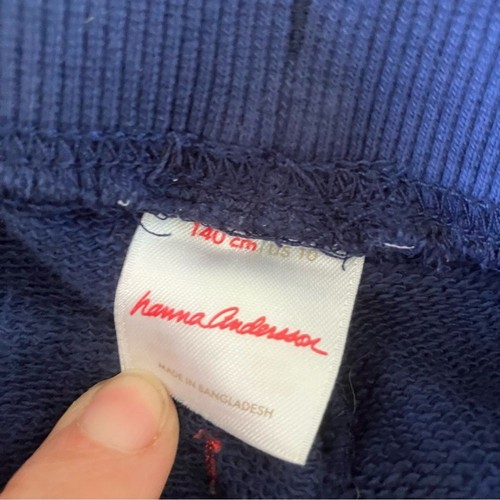 140 cm | US 10
hanna andersson
MADE IN BANGLADESH